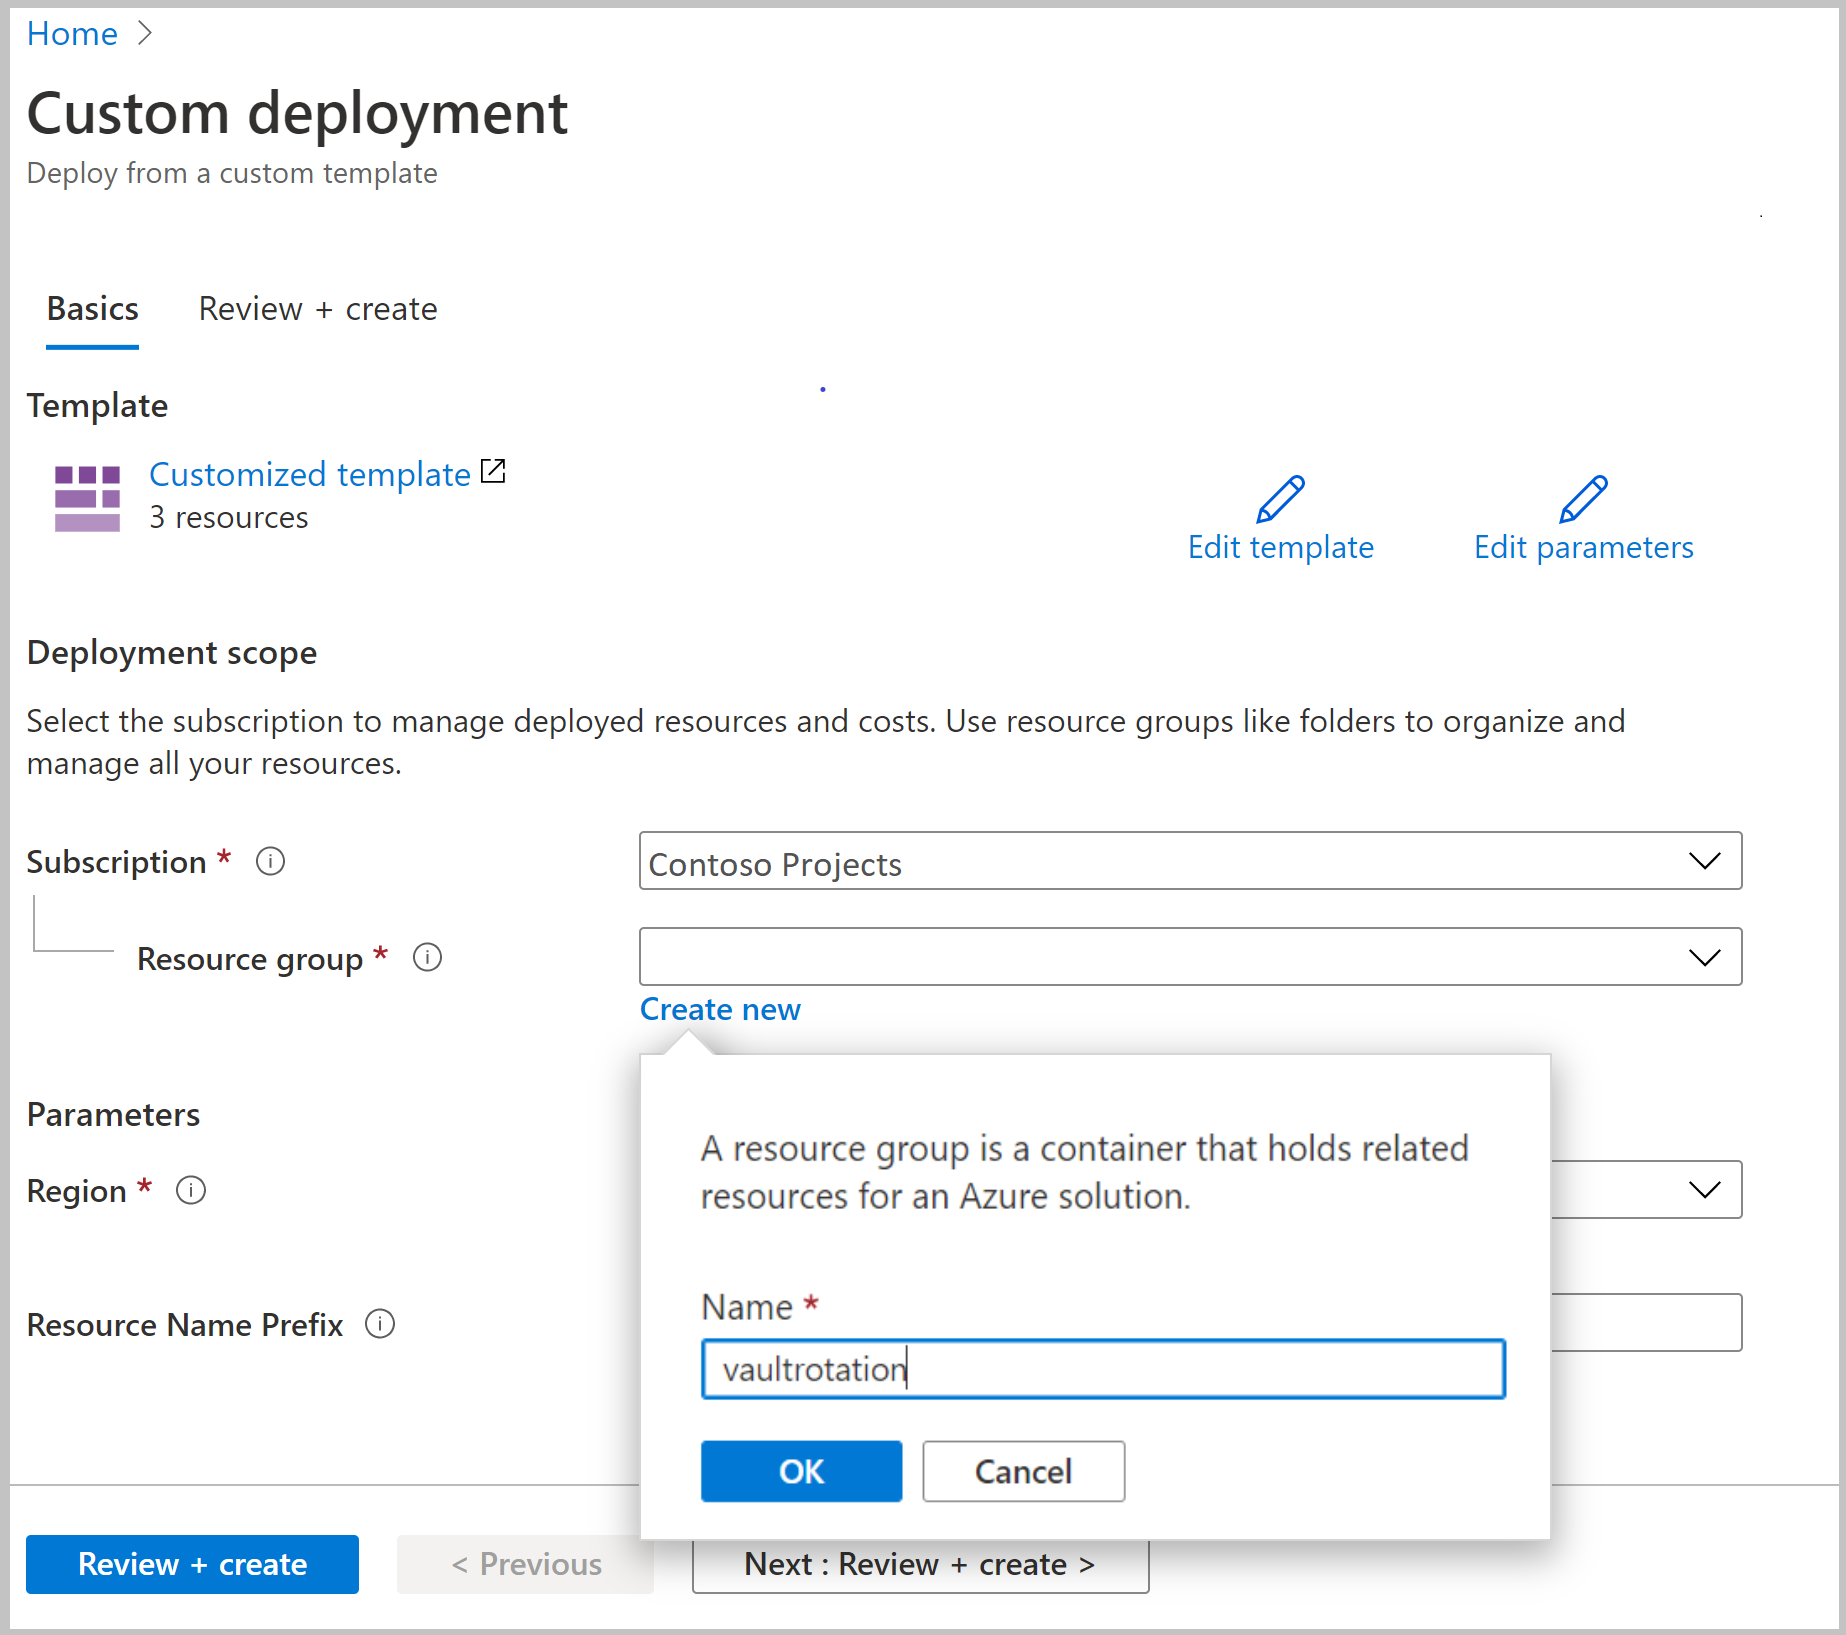 Home >
Custom deployment
Deploy from a custom template
Basics
Review + create
Template
Customized template
3 resources
Edit template
Edit parameters
Deployment scope
Select the subscription to manage deployed resources and costs. Use resource groups like folders to organize and
manage all your resources.
Subscription *
Contoso Projects
Resource group *
Create new
A resource group is a container that holds related
resources for an Azure solution.
Name *
vaultrotation
OK
Cancel
Parameters
Region *
Resource Name Prefix
Review + create
< Previous
Next : Review + create >